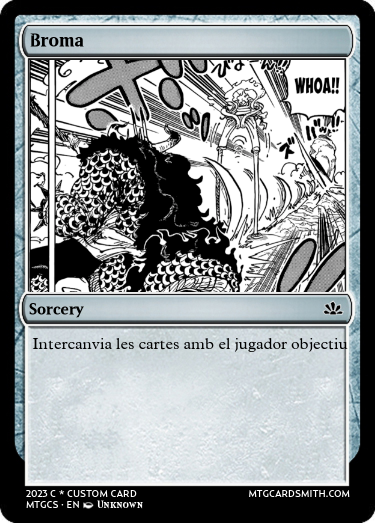 Broma
WHOA!!
Sorcery
Intercanvia les cartes amb el jugador objectiu
2023 C * CUSTOM CARD
MTGCARDSMITH.COM
MTGCS · EN UNKNOWN